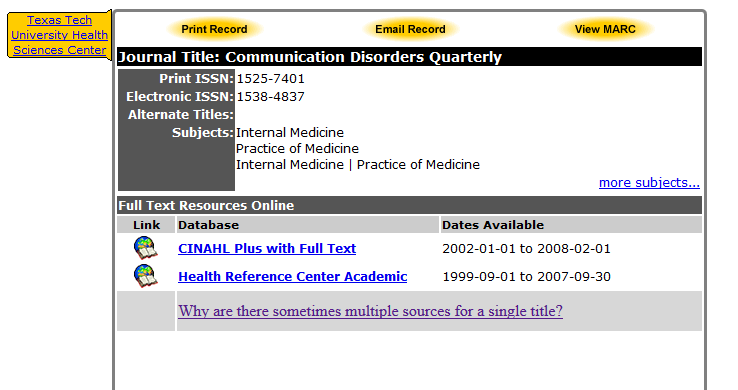 Texas Tech
University Health
Sciences Center
Print Record
Email Record
View MARC
Journal Title: Communication Disorders Quarterly
Print ISSN: 1525-7401
Electronic ISSN: 1538-4837
Alternate Titles:
Subjects: Internal Medicine
Practice of Medicine
Internal Medicine | Practice of Medicine
more subjects...
Full Text Resources Online
Link Database Dates Available
CINAHL Plus with Full Text 2002-01-01 to 2008-02-01
Health Reference Center Academic 1999-09-01 to 2007-09-30
Why are there sometimes multiple sources for a single title?